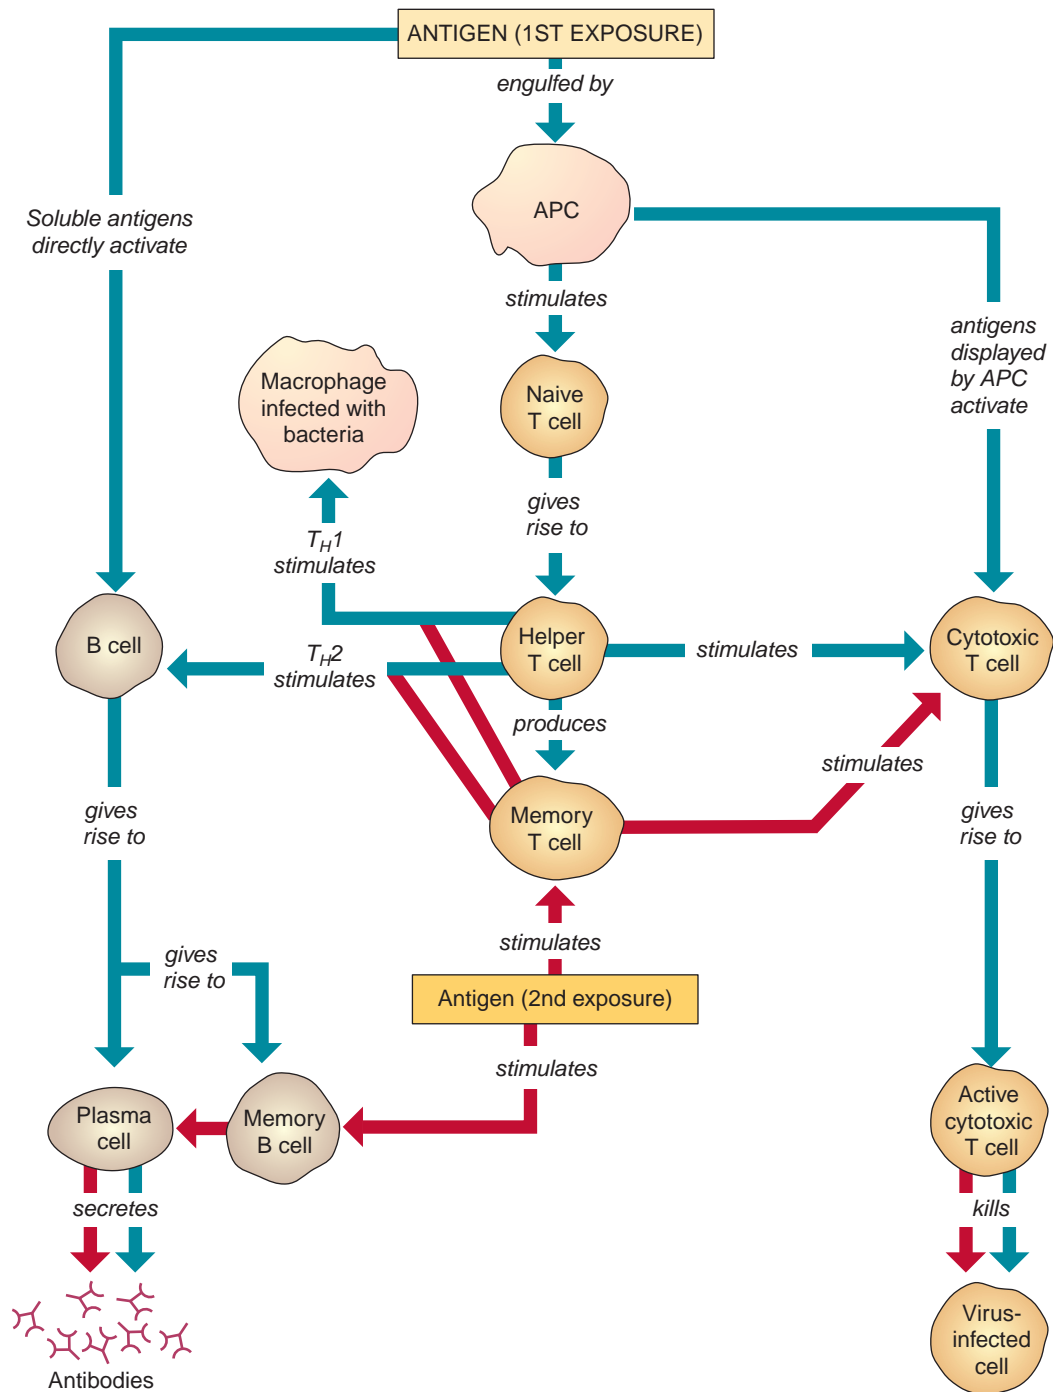 ANTIGEN (1ST EXPOSURE)
engulfed by
APC
Soluble antigens
directly activate
stimulates
antigens
displayed
by APC
activate
Macrophage
infected with
bacteria
Naive
T cell
gives
rise to
TH1
stimulates
B cell
TH2
stimulates
Helper
T cell
stimulates
Cytotoxic
T cell
produces
stimulates
Memory
T cell
gives
rise to
gives
rise to
stimulates
gives
rise to
Antigen (2nd exposure)
stimulates
Plasma
cell
Memory
B cell
Active
cytotoxic
T cell
secretes
kills
Virus-
infected
cell
Antibodies